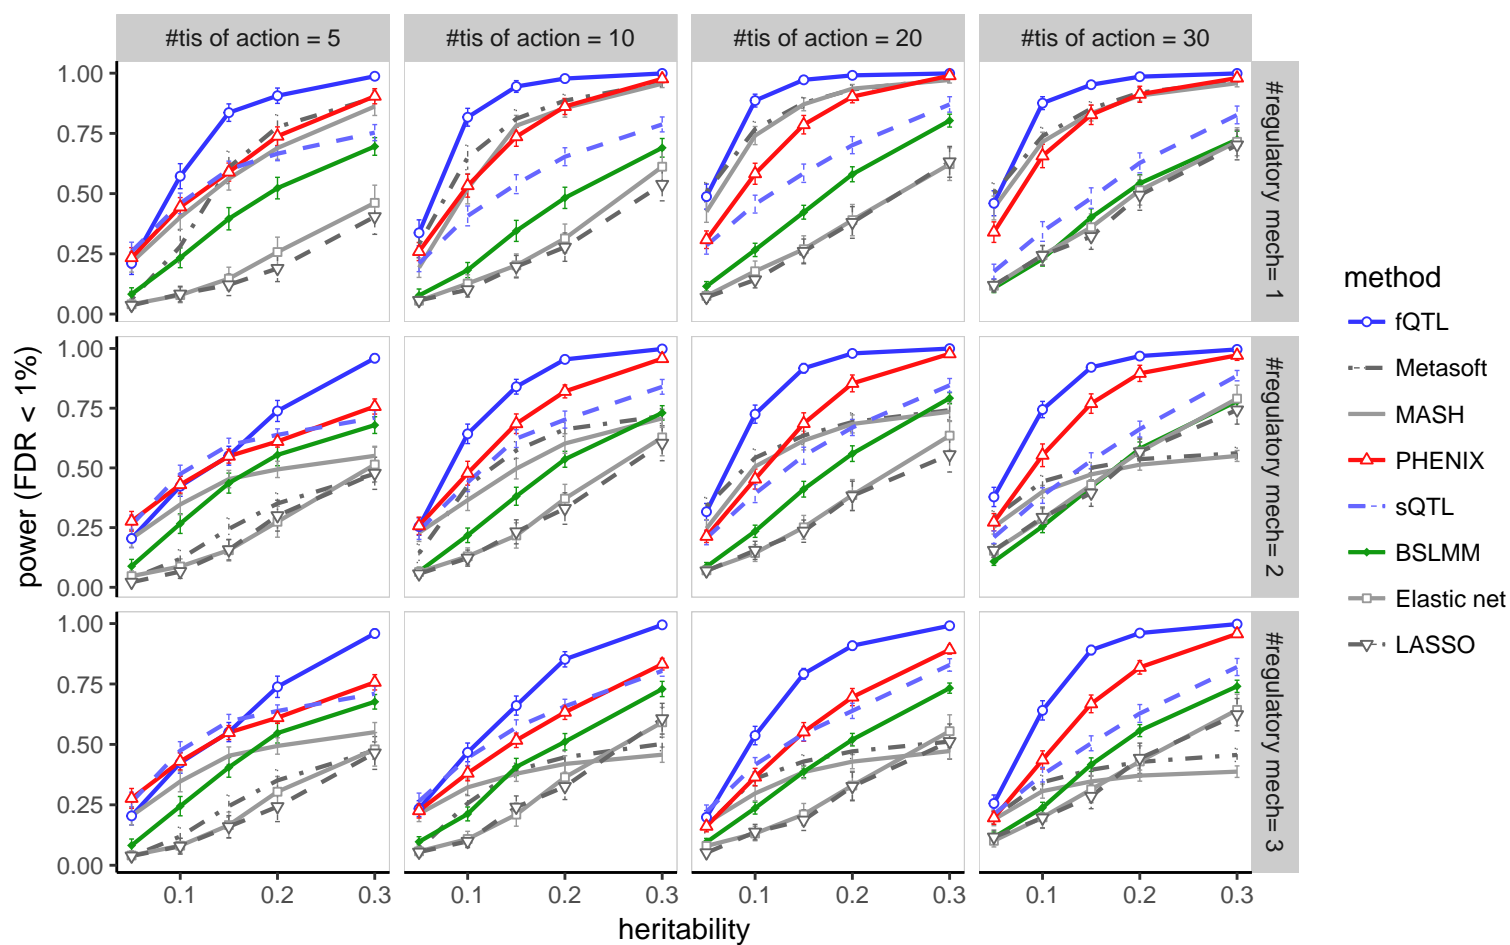 #tis of action = 5
#tis of action = 10
#tis of action = 20
#tis of action = 30
power (FDR < 1%)
1.00
0.75
0.50
0.25
0.00
#regulatory mech= 1
1.00
0.75
0.50
0.25
0.00
#regulatory mech= 2
1.00
0.75
0.50
0.25
0.00
#regulatory mech= 3
0.1 0.2 0.3
0.1 0.2 0.3
0.1 0.2 0.3
0.1 0.2 0.3
heritability
method
fQTL
Metasoft
MASH
PHENIX
sQTL
BSLMM
Elastic net
LASSO